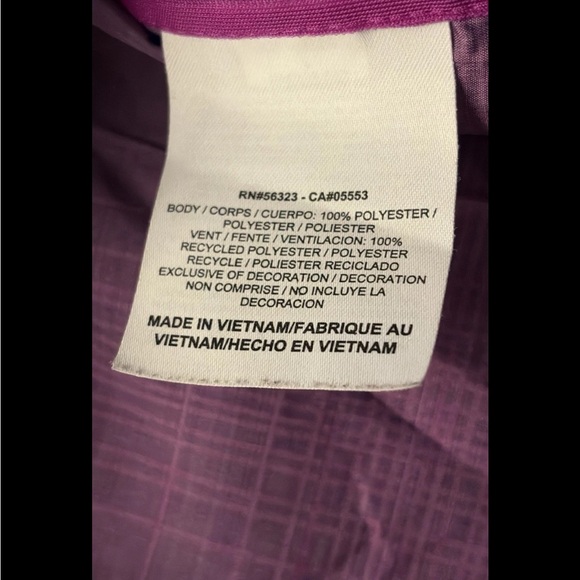 RN#56323 - CA#05553
BODY / CORPS / CUERPO: 100% POLYESTER /
POLYESTER / POLIESTER
VENT / FENTE / VENTILACION: 100%
RECYCLED POLYESTER / POLYESTER
RECYCLE / POLIESTER RECICLADO
EXCLUSIVE OF DECORATION / DECORATION
NON COMPRISE / NO INCLUYE LA
DECORACION
MADE IN VIETNAM/FABRIQUE AU
VIETNAM/HECHO EN VIETNAM